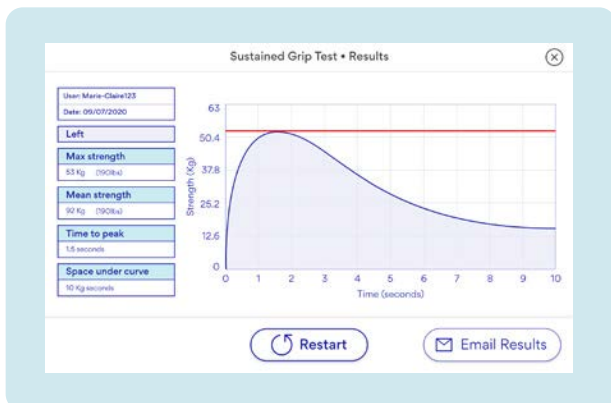 Sustained Grip Test • Results
User: Marie-Claire123
Date: 09/07/2020
Left
Max strength
53 Kg (190lbs)
Mean strength
92 Kg (190lbs)
Time to peak
1,5 seconds
Space under curve
10 Kg seconds
Strength (Kg)
63
50.4
37.8
25.2
12.6
0
0 1 2 3 4 5 6 7 8 9 10
Time (seconds)
Restart
Email Results